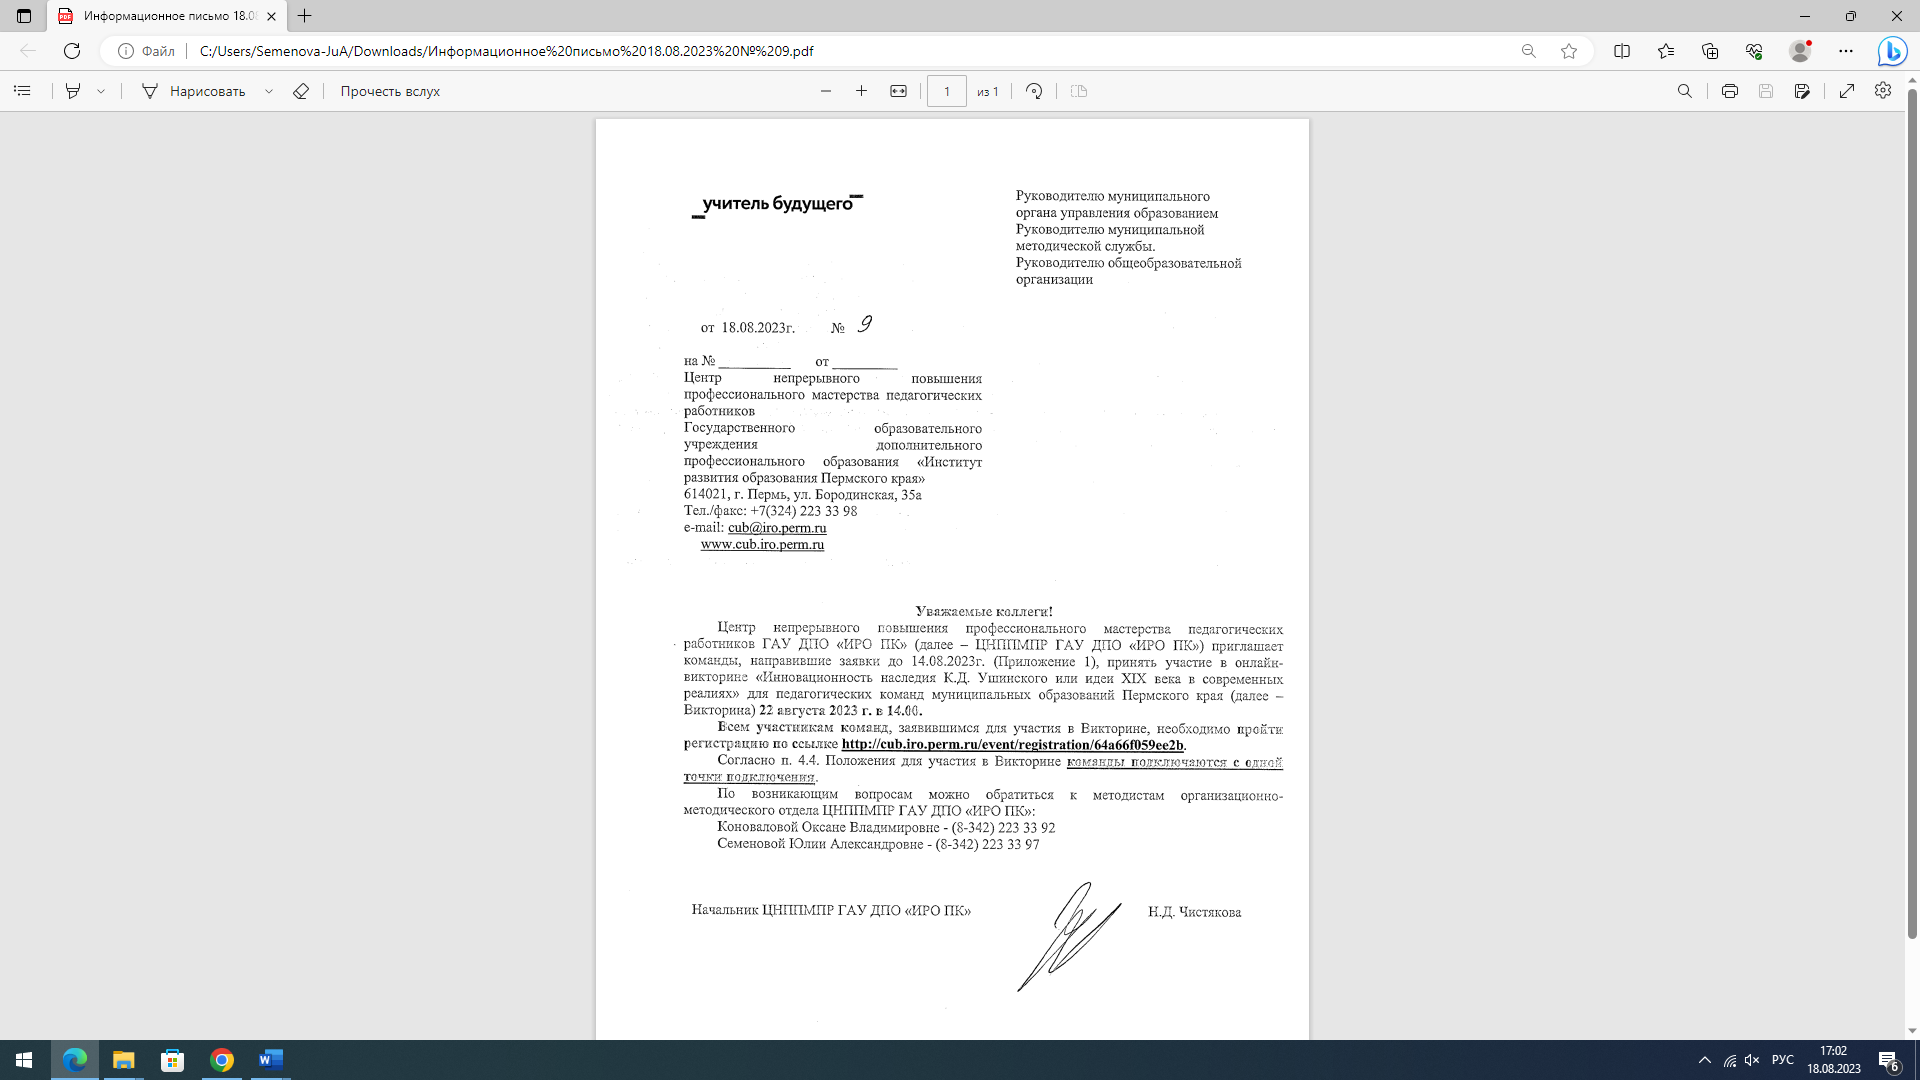 Информационное письмо 18.08
Файл
C:/Users/Semenova-JuA/Downloads/Информационное%20письмо%2018.08.2023%20№%209.pdf
Нарисовать
Прочесть вслух
1
из 1
учитель будущего
Руководителю муниципального
органа управления образованием
Руководителю муниципальной
методической службы.
Руководителю общеобразовательной
организации
от 18.08.2023г. № 9
на № __________ от _________
Центр непрерывного повышения
профессионального мастерства педагогических
работников
Государственного образовательного
учреждения дополнительного
профессионального образования «Институт
развития образования Пермского края»
614021, г. Пермь, ул. Бородинская, 35а
Тел./факс: +7(324) 223 33 98
e-mail: cub@iro.perm.ru
www.cub.iro.perm.ru
Уважаемые коллеги!
Центр непрерывного повышения профессионального мастерства педагогических
работников ГАУ ДПО «ИРО ПК» (далее – ЦНППМПР ГАУ ДПО «ИРО ПК») приглашает
команды, направившие заявки до 14.08.2023г. (Приложение 1), принять участие в онлайн-
викторине «Инновационность наследия К.Д. Ушинского или идеи XIX века в современных
реалиях» для педагогических команд муниципальных образований Пермского края (далее –
Викторина) 22 августа 2023 г. в 14.00.
Всем участникам команд, заявившимся для участия в Викторине, необходимо пройти
регистрацию по ссылке http://cub.iro.perm.ru/event/registration/64a66f059ee2b.
Согласно п. 4.4. Положения для участия в Викторине команды подключаются с одной
точки подключения.
По возникающим вопросам можно обратиться к методистам организационно-
методического отдела ЦНППМПР ГАУ ДПО «ИРО ПК»:
Коноваловой Оксане Владимировне - (8-342) 223 33 92
Семеновой Юлии Александровне - (8-342) 223 33 97
Начальник ЦНППМПР ГАУ ДПО «ИРО ПК» Н.Д. Чистякова
РУС
17:02
18.08.2023
6